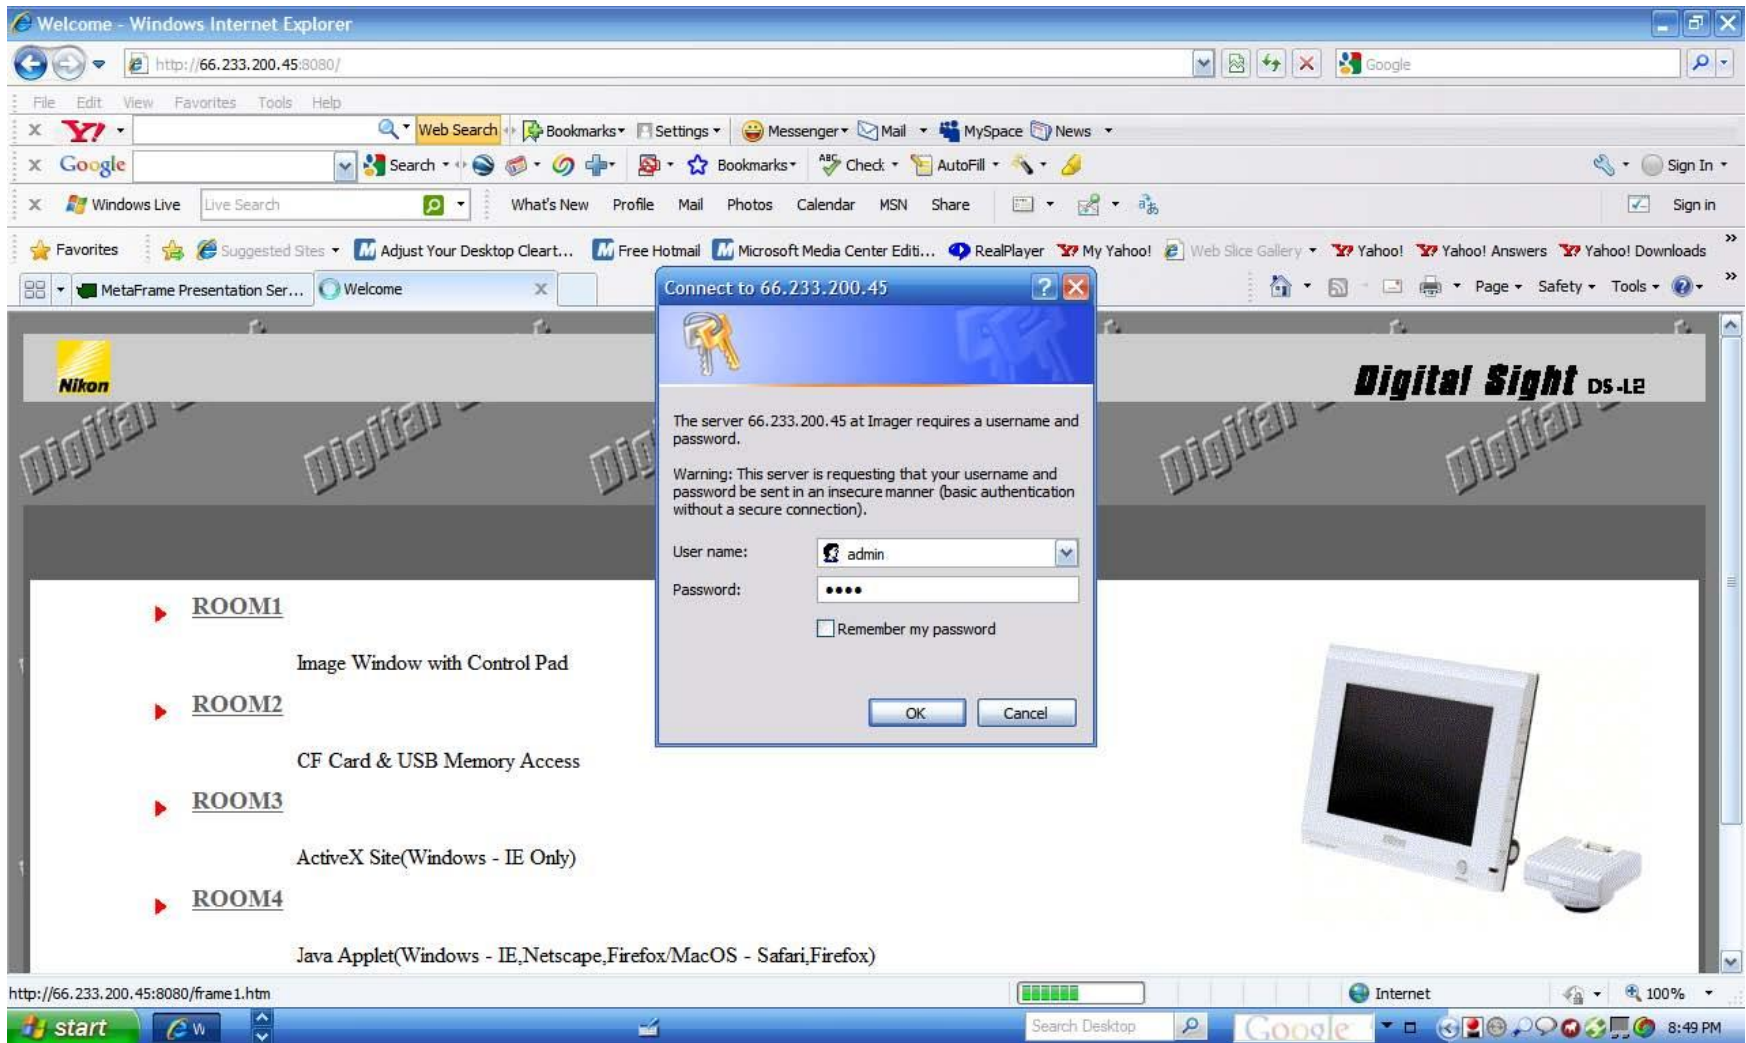 Welcome - Windows Internet Explorer
http://66.233.200.45:8080/
Google
File Edit View Favorites Tools Help
X Y! Web Search Bookmarks Settings Messenger Mail MySpace News
X Google Search Bookmarks ABC Check AutoFill Sign In
X Windows Live Live Search What's New Profile Mail Photos Calendar MSN Share Sign in
Favorites Suggested Sites Adjust Your Desktop Cleart... Free Hotmail Microsoft Media Center Editi... RealPlayer My Yahoo! Web Slice Gallery Yahoo! Yahoo! Answers Yahoo! Downloads »
MetaFrame Presentation Ser... Welcome X Page Safety Tools »
Connect to 66.233.200.45
Nikon
Digital Sight DS-L2
The server 66.233.200.45 at Imager requires a username and
password.
Warning: This server is requesting that your username and
password be sent in an insecure manner (basic authentication
without a secure connection).
User name: admin
Password: ••••
Remember my password
OK Cancel
ROOM1
Image Window with Control Pad
ROOM2
CF Card & USB Memory Access
ROOM3
ActiveX Site(Windows - IE Only)
ROOM4
Java Applet(Windows - IE,Netscape,Firefox/MacOS - Safari,Firefox)
http://66.233.200.45:8080/frame1.htm
Internet
100%
start W Search Desktop Google 8:49 PM